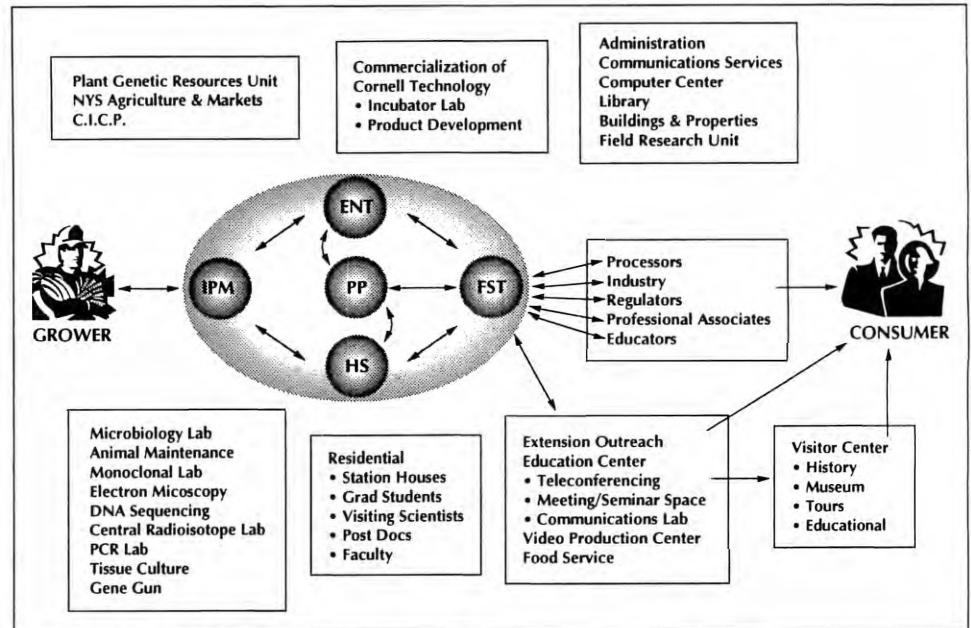 Plant Genetic Resources Unit
NYS Agriculture & Markets
C.I.C.P.
Commercialization of
Cornell Technology
• Incubator Lab
• Product Development
Administration
Communications Services
Computer Center
Library
Buildings & Properties
Field Research Unit
GROWER
ENT
IPM
PP
FST
HS
Processors
Industry
Regulators
Professional Associates
Educators
CONSUMER
Microbiology Lab
Animal Maintenance
Monoclonal Lab
Electron Micoscopy
DNA Sequencing
Central Radioisotope Lab
PCR Lab
Tissue Culture
Gene Gun
Residential
• Station Houses
• Grad Students
• Visiting Scientists
• Post Docs
• Faculty
Extension Outreach
Education Center
• Teleconferencing
• Meeting/Seminar Space
• Communications Lab
Video Production Center
Food Service
Visitor Center
• History
• Museum
• Tours
• Educational